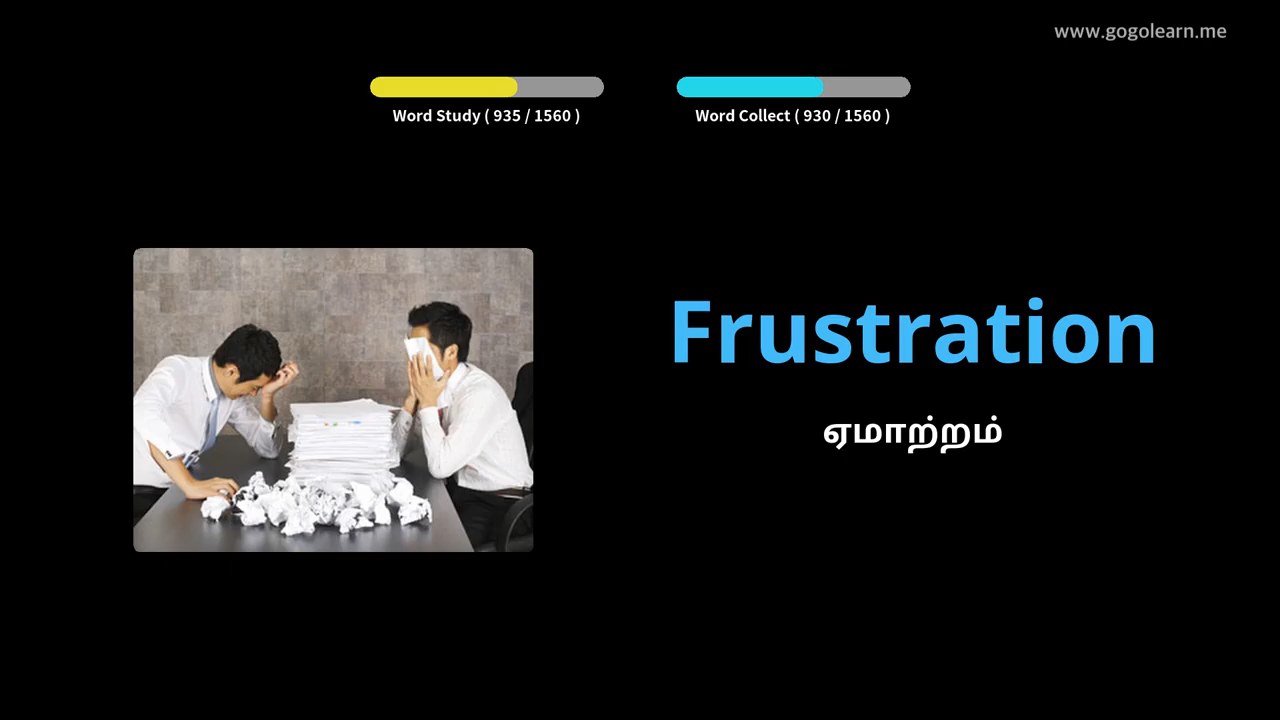 www.gogolearn.me
Word Study ( 935 / 1560 )
Word Collect ( 930 / 1560 )
Frustration
ஏமாற்றம்